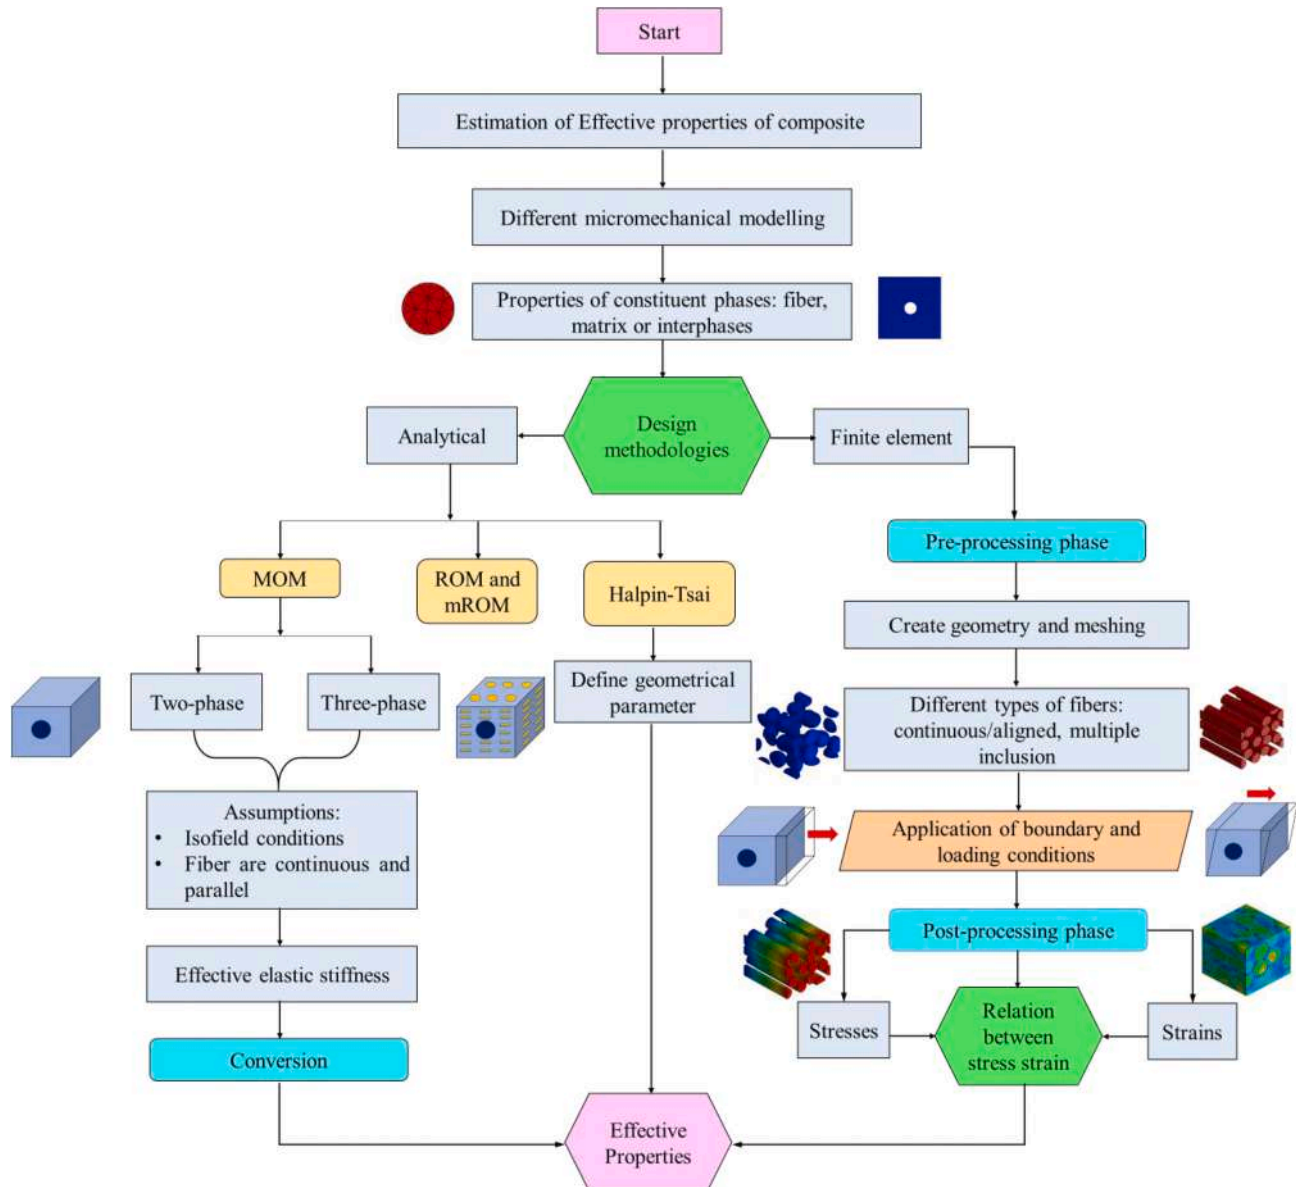 Start
Estimation of Effective properties of composite
Different micromechanical modelling
Properties of constituent phases: fiber,
matrix or interphases
Design
methodologies
Analytical
Finite element
Pre-processing phase
MOM
ROM and
mROM
Halpin-Tsai
Create geometry and meshing
Two-phase
Three-phase
Define geometrical
parameter
Different types of fibers:
continuous/aligned, multiple
inclusion
Assumptions:
• Isofield conditions
• Fiber are continuous and
parallel
Application of boundary and
loading conditions
Effective elastic stiffness
Post-processing phase
Conversion
Stresses
Relation
between
stress strain
Strains
Effective
Properties